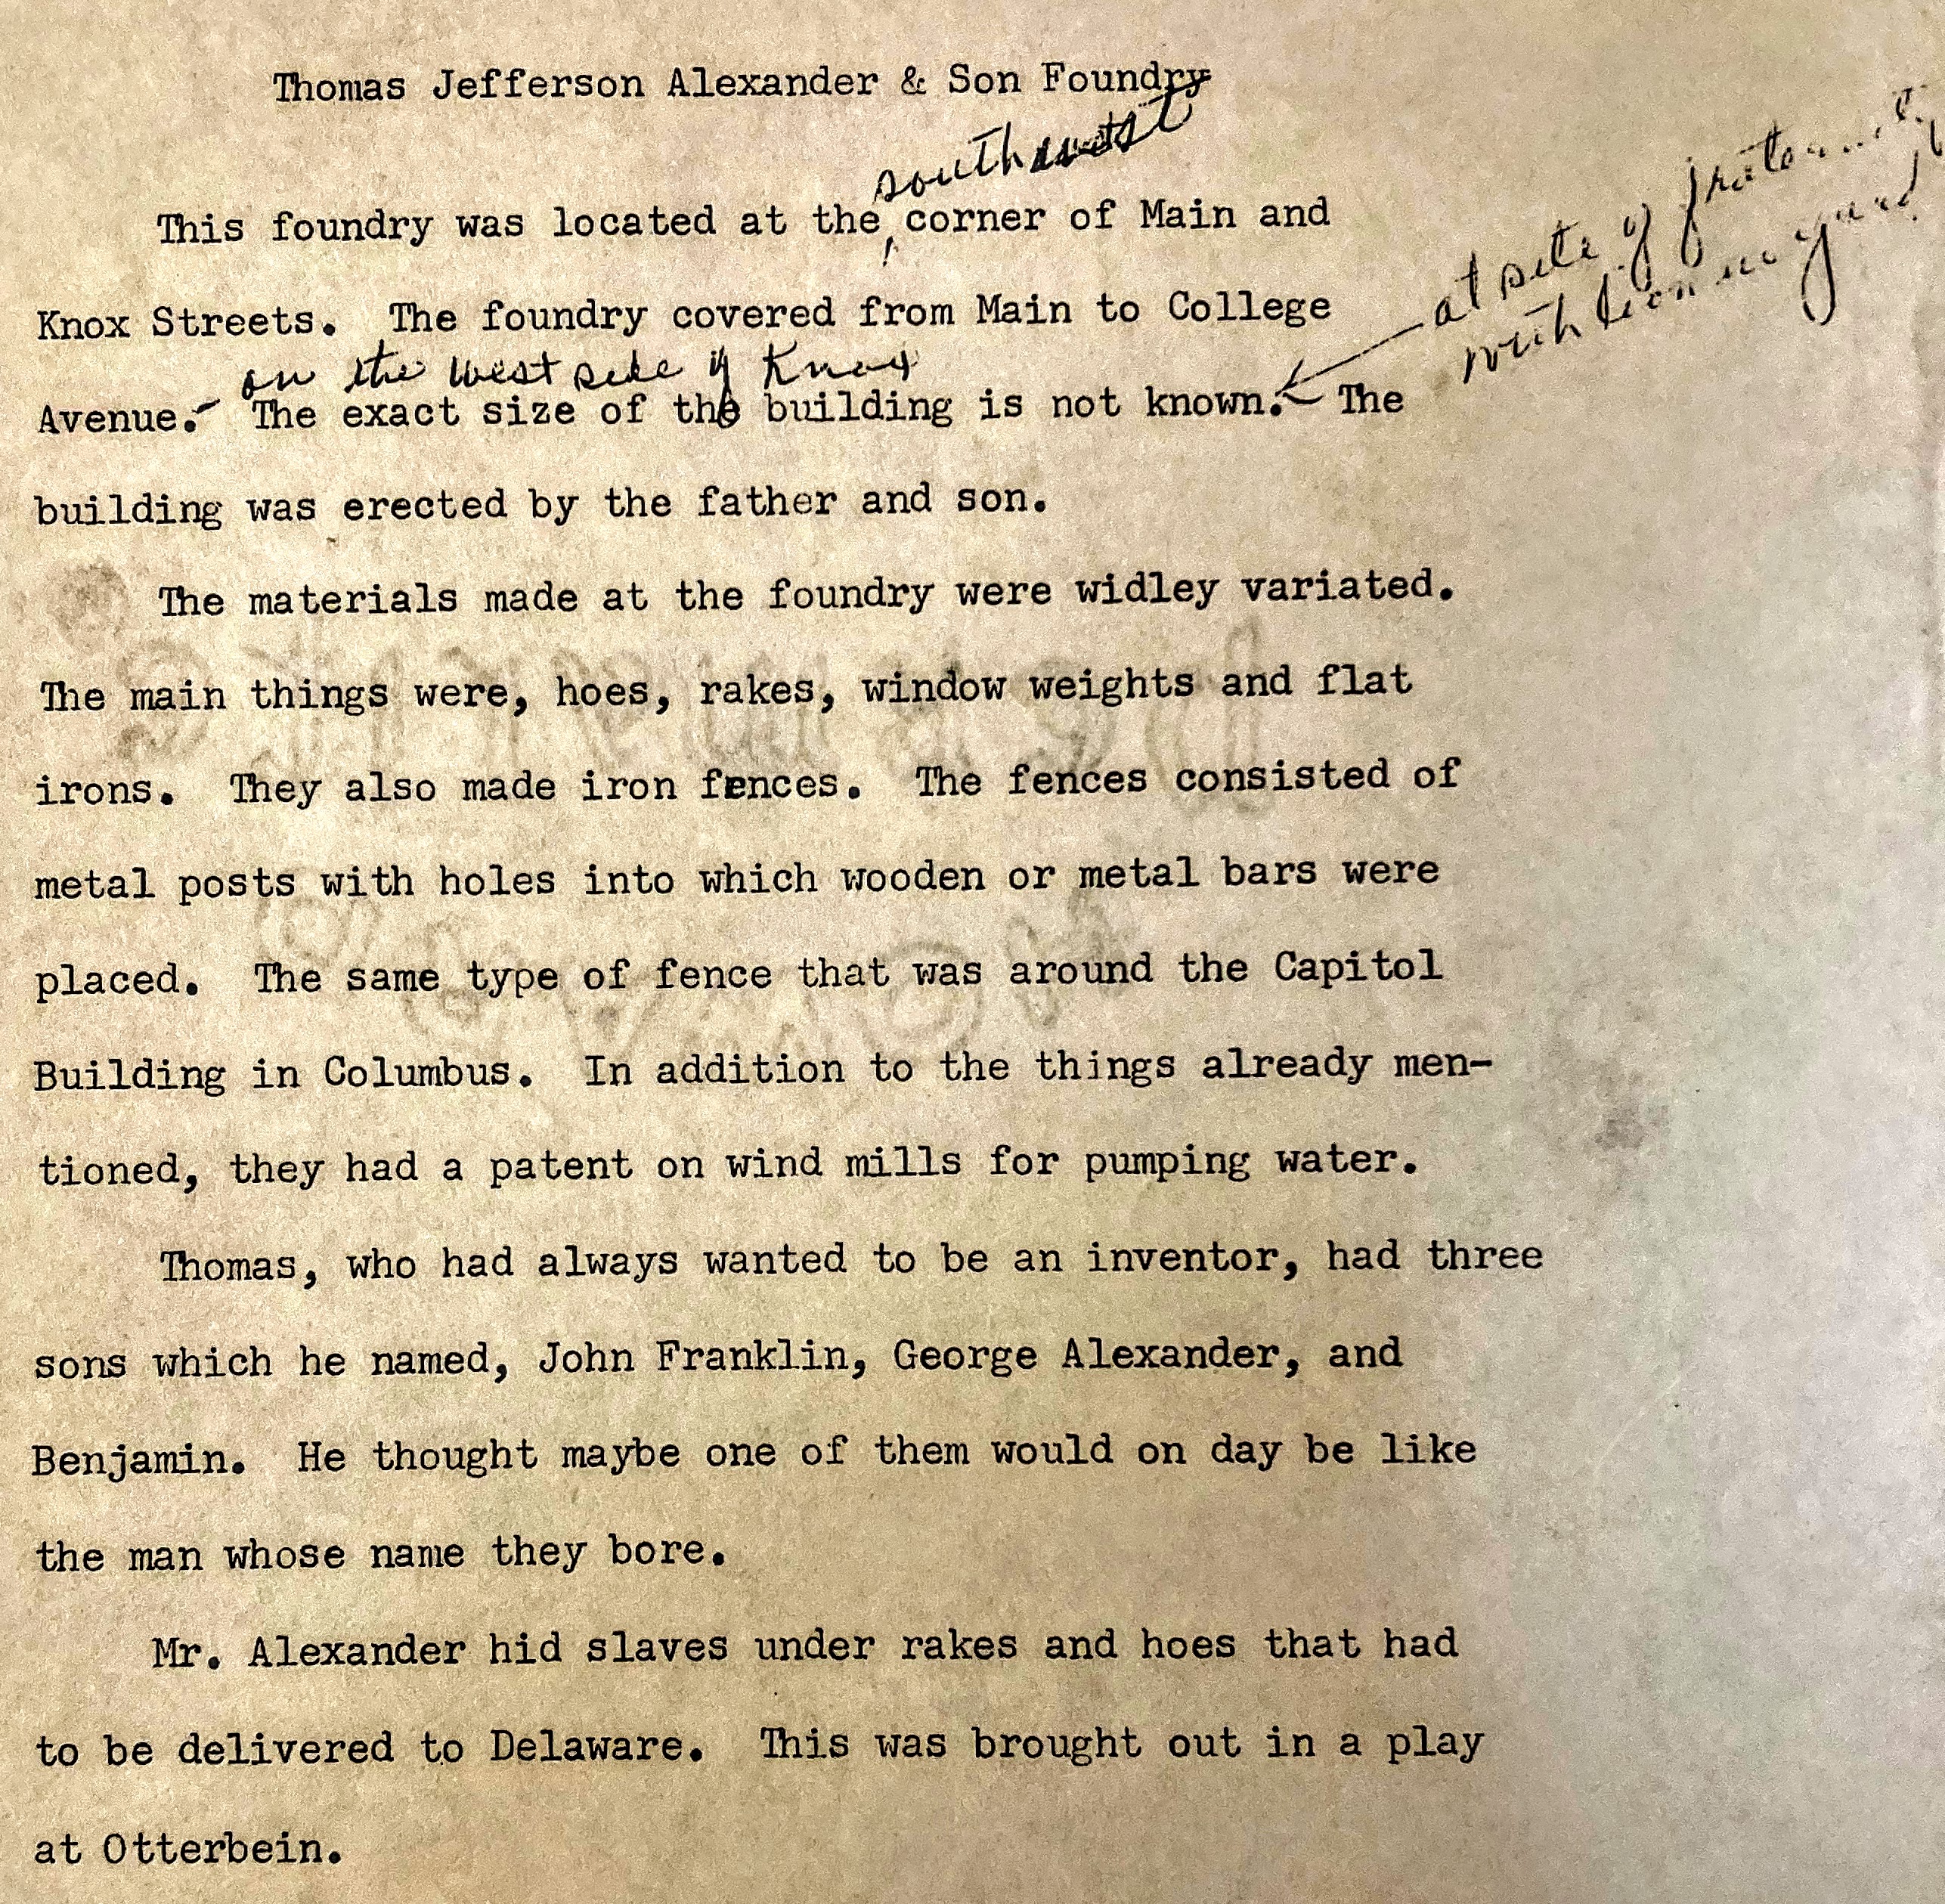 Thomas Jefferson Alexander & Son Foundry
southwest
This foundry was located at the corner of Main and
at site of fraternity
with lion in yard
Knox Streets. The foundry covered from Main to College
on the west side of Knox
Avenue. The exact size of the building is not known. The
building was erected by the father and son.
The materials made at the foundry were widley variated.
The main things were, hoes, rakes, window weights and flat
irons. They also made iron fences. The fences consisted of
metal posts with holes into which wooden or metal bars were
placed. The same type of fence that was around the Capitol
Building in Columbus. In addition to the things already men-
tioned, they had a patent on wind mills for pumping water.
Thomas, who had always wanted to be an inventor, had three
sons which he named, John Franklin, George Alexander, and
Benjamin. He thought maybe one of them would on day be like
the man whose name they bore.
Mr. Alexander hid slaves under rakes and hoes that had
to be delivered to Delaware. This was brought out in a play
at Otterbein.